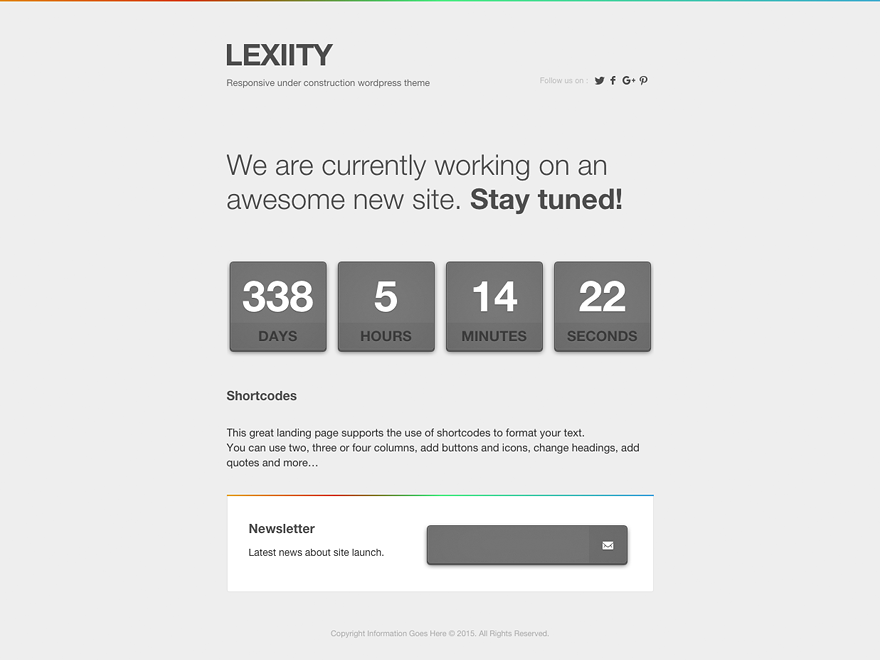 LEXIITY
Responsive under construction wordpress theme
Follow us on :
We are currently working on an
awesome new site. Stay tuned!
338 5 14 22
DAYS HOURS MINUTES SECONDS
Shortcodes
This great landing page supports the use of shortcodes to format your text.
You can use two, three or four columns, add buttons and icons, change headings, add
quotes and more…
Newsletter
Latest news about site launch.
Copyright Information Goes Here © 2015. All Rights Reserved.